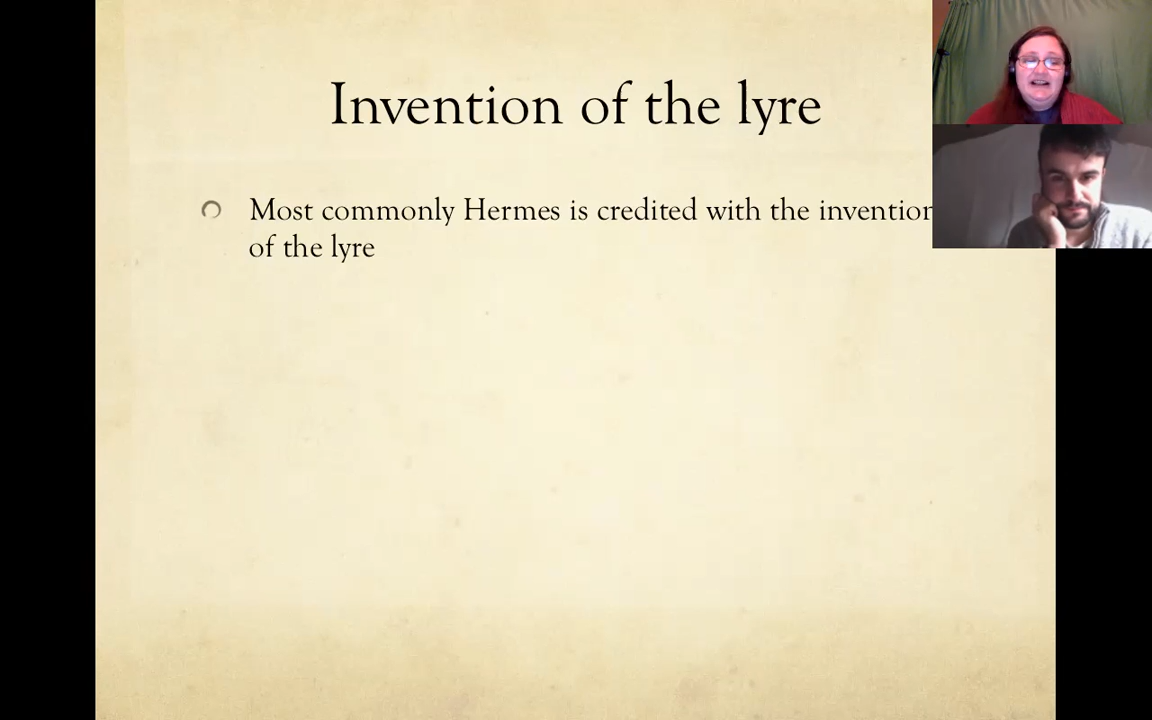 Invention of the lyre
Most commonly Hermes is credited with the invention
of the lyre